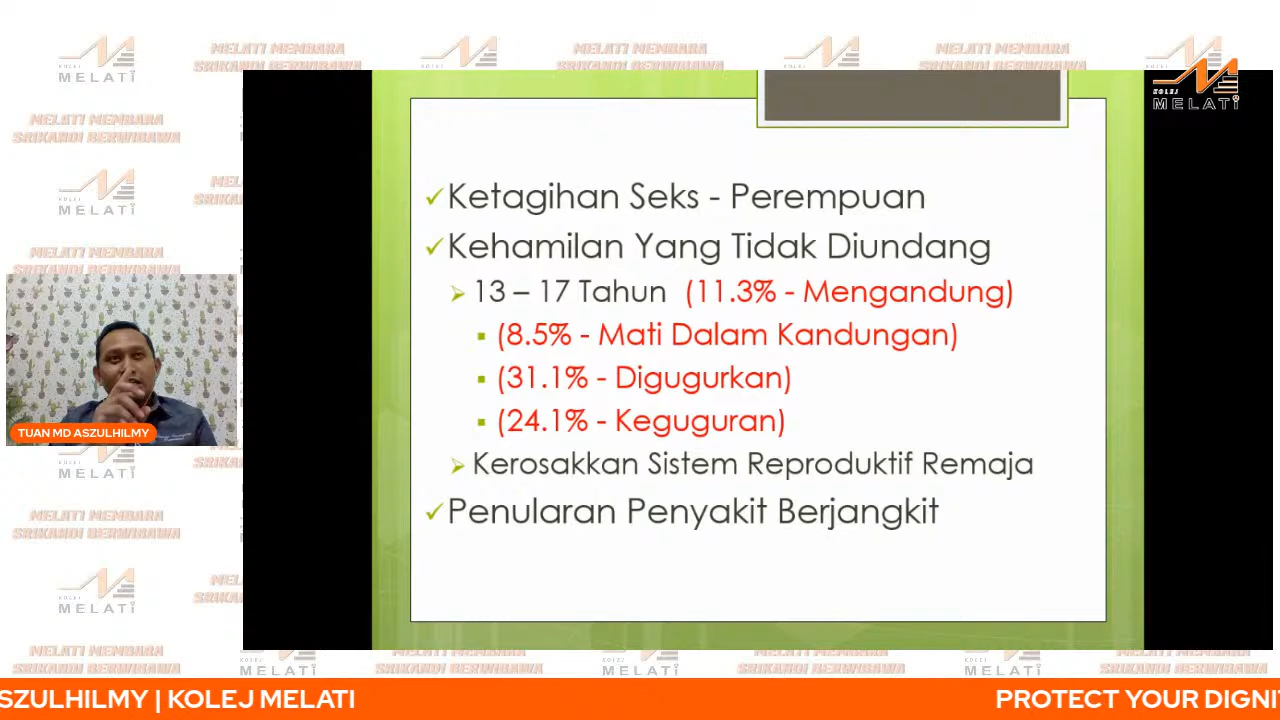 MELATI MEMBARA
SRIKANDI BERWIBAWA
KOLEJ
MELATI
Ketagihan Seks - Perempuan
Kehamilan Yang Tidak Diundang
13 – 17 Tahun (11.3% - Mengandung)
(8.5% - Mati Dalam Kandungan)
(31.1% - Digugurkan)
(24.1% - Keguguran)
Kerosakkan Sistem Reproduktif Remaja
Penularan Penyakit Berjangkit
TUAN MD ASZULHILMY
SZULHILMY | KOLEJ MELATI
PROTECT YOUR DIGNI